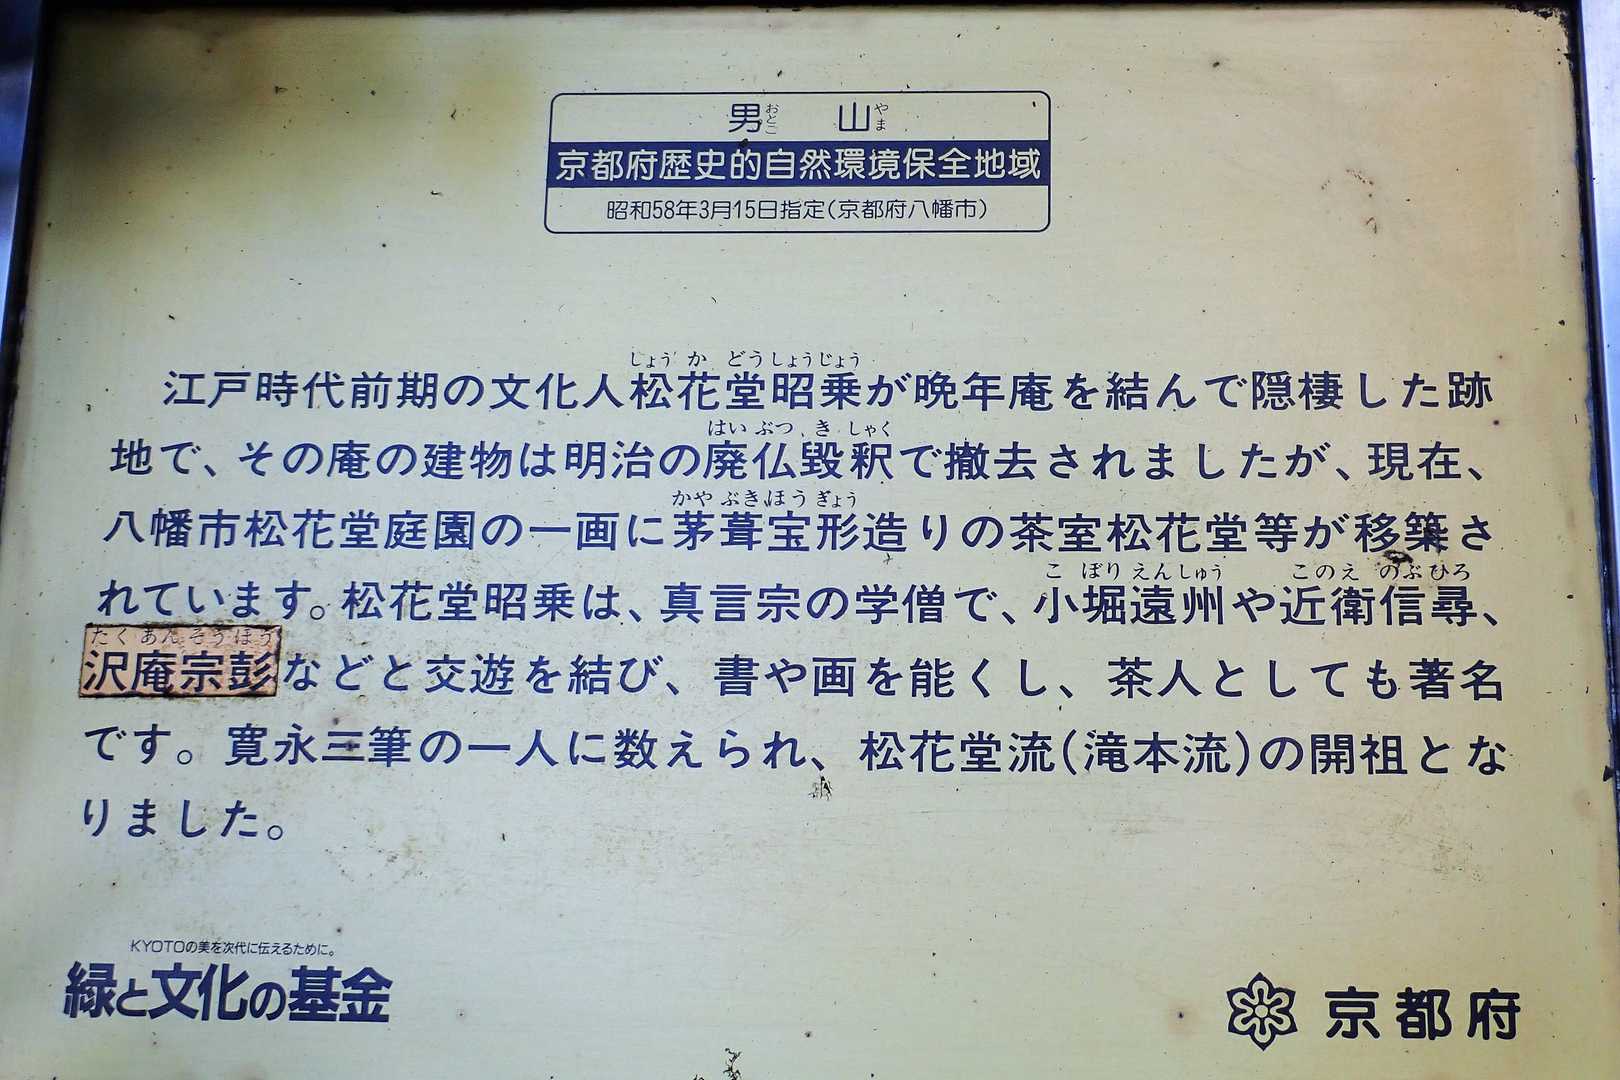 男おとこ 山やま
京都府歴史的自然環境保全地域
昭和58年3月15日指定(京都府八幡市)
しょう か どうしょうじょう
江戸時代前期の文化人松花堂昭乗が晩年庵を結んで隠棲した跡
はい ぶつ き しゃく
地で、その庵の建物は明治の廃仏毀釈で撤去されましたが、現在、
かや ぶき ほう ぎょう
八幡市松花堂庭園の一画に茅葺宝形造りの茶室松花堂等が移築さ
こ ぼり えん しゅう このえ のぶひろ
れています。松花堂昭乗は、真言宗の学僧で、小堀遠州や近衛信尋、
たく あん そう ほう
沢庵宗彭などと交遊を結び、書や画を能くし、茶人としても著名
です。寛永三筆の一人に数えられ、松花堂流(滝本流)の開祖とな
りました。
KYOTOの美を次代に伝えるために。
緑と文化の基金
京都府